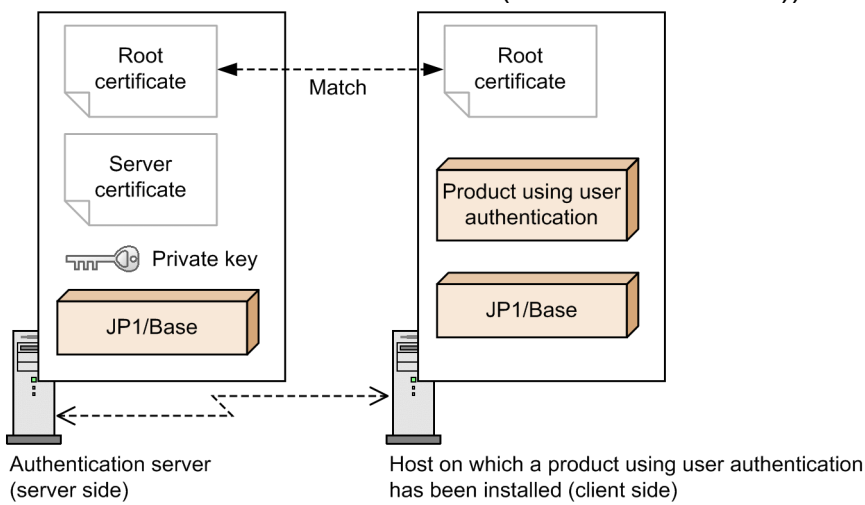 Root
certificate
Match
Root
certificate
Server
certificate
Product using user
authentication
Private key
JP1/Base
JP1/Base
Authentication server
(server side)
Host on which a product using user authentication
has been installed (client side)